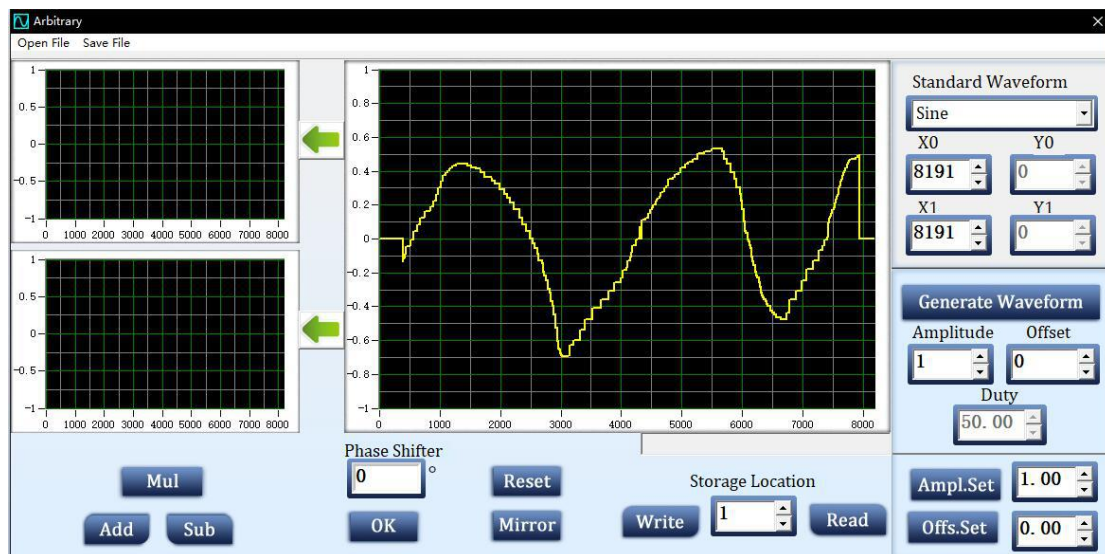 Arbitrary
Open File Save File
1
0.5
0
-0.5
-1
0 1000 2000 3000 4000 5000 6000 7000 8000
1
0.5
0
-0.5
-1
0 1000 2000 3000 4000 5000 6000 7000 8000
1
0.8
0.6
0.4
0.2
0
-0.2
-0.4
-0.6
-0.8
-1
0 1000 2000 3000 4000 5000 6000 7000 8000
Standard Waveform
Sine
X0 Y0
8191 0
X1 Y1
8191 0
Generate Waveform
Amplitude Offset
1 0
Duty
50.00
Mul
Add Sub
Phase Shifter
0 °
OK
Reset
Mirror
Storage Location
Write 1 Read
Ampl.Set 1.00
Offs.Set 0.00